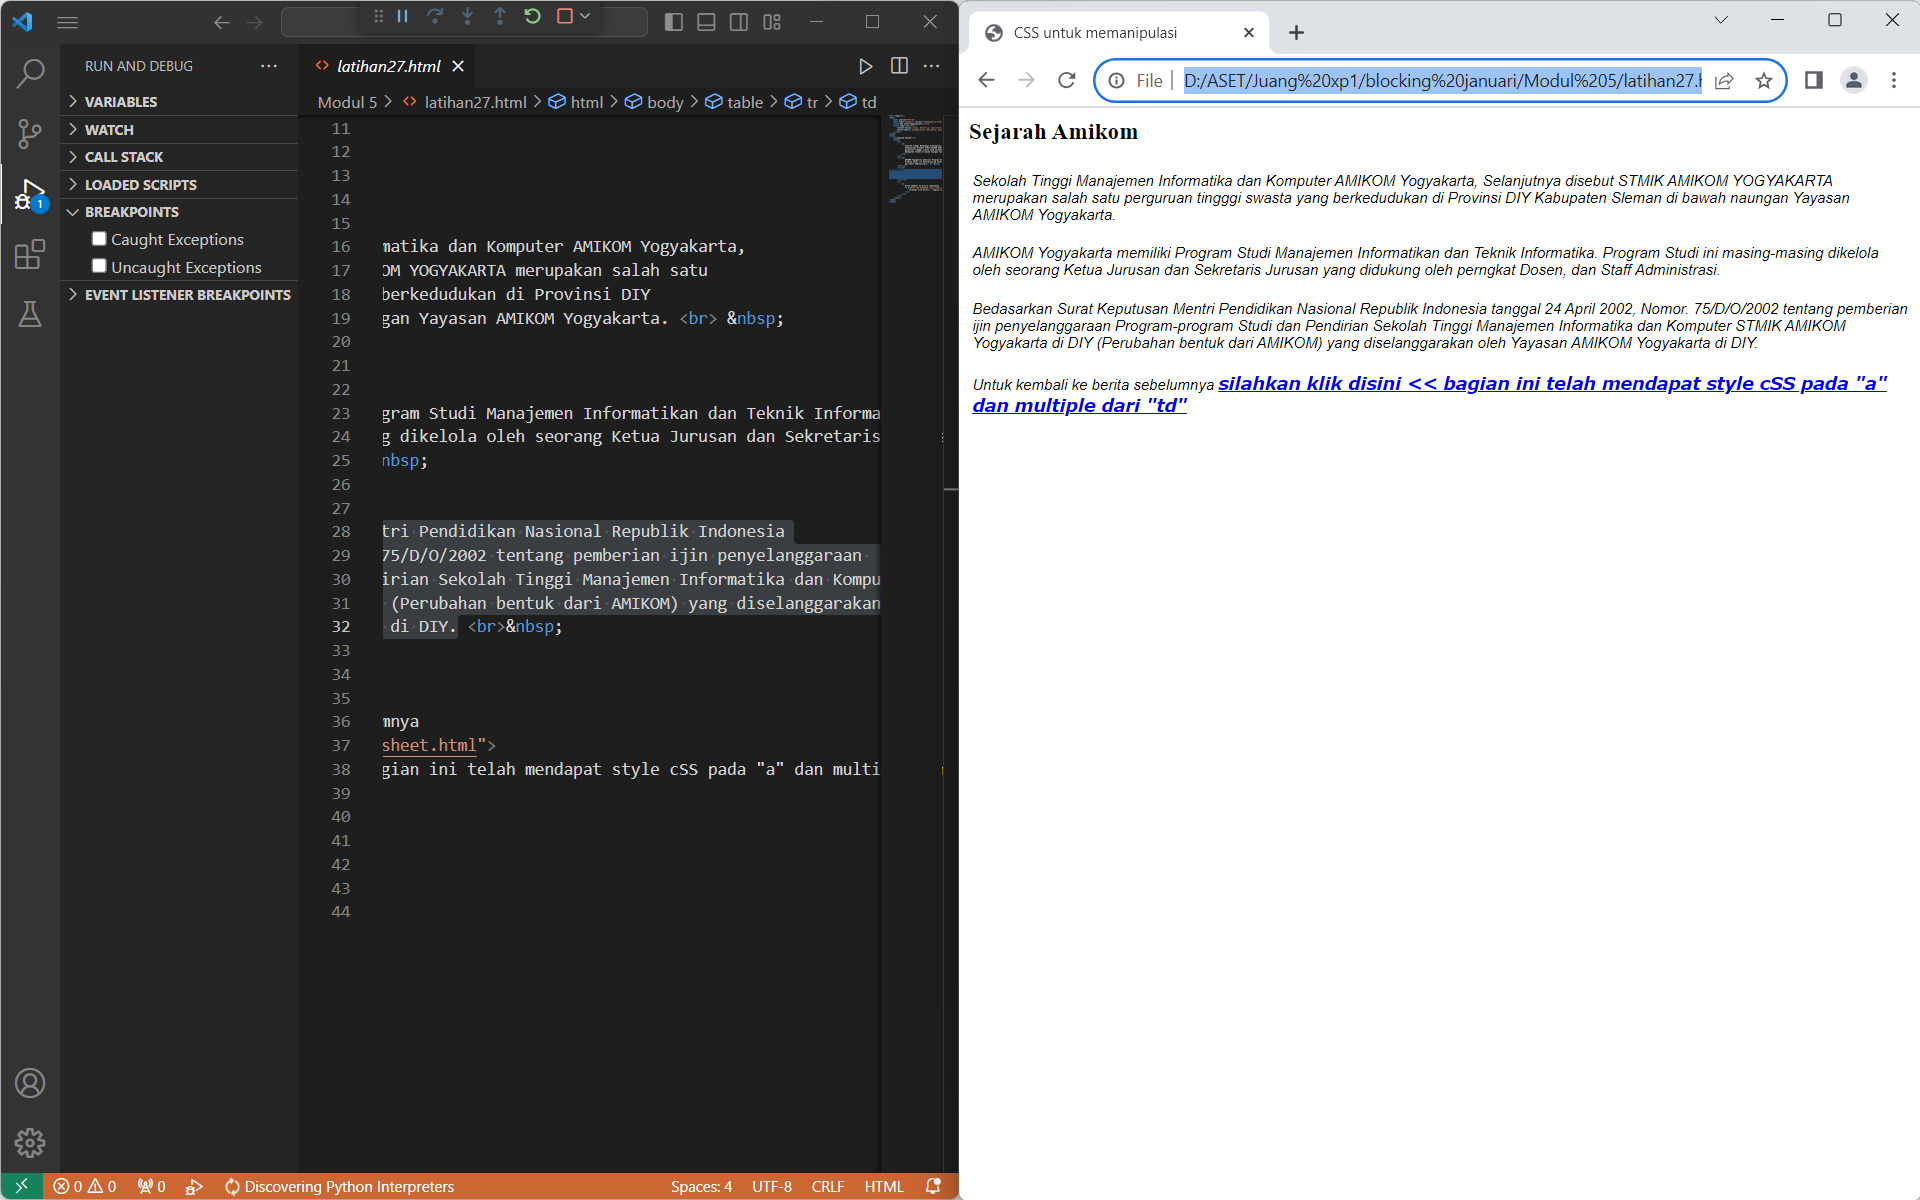 RUN AND DEBUG
VARIABLES
WATCH
CALL STACK
LOADED SCRIPTS
BREAKPOINTS
Caught Exceptions
Uncaught Exceptions
EVENT LISTENER BREAKPOINTS
1
latihan27.html
Modul 5 > latihan27.html > html > body > table > tr > td
11
12
13
14
15
16 matika dan Komputer AMIKOM Yogyakarta,
17 OM YOGYAKARTA merupakan salah satu
18 berkedudukan di Provinsi DIY
19 gan Yayasan AMIKOM Yogyakarta. <br> &nbsp;
20
21
22
23 gram Studi Manajemen Informatikan dan Teknik Informa
24 g dikelola oleh seorang Ketua Jurusan dan Sekretaris
25 nbsp;
26
27
28 tri Pendidikan Nasional Republik Indonesia
29 75/D/O/2002 tentang pemberian ijin penyelanggaraan
30 irian Sekolah Tinggi Manajemen Informatika dan Kompu
31 (Perubahan bentuk dari AMIKOM) yang diselanggarakan
32 di DIY. <br>&nbsp;
33
34
35
36 mnya
37 sheet.html">
38 gian ini telah mendapat style cSS pada "a" dan multi
39
40
41
42
43
44
0 0 0 Discovering Python Interpreters Spaces: 4 UTF-8 CRLF HTML
CSS untuk memanipulasi
File D:/ASET/Juang%20xp1/blocking%20januari/Modul%205/latihan27.h
Sejarah Amikom
Sekolah Tinggi Manajemen Informatika dan Komputer AMIKOM Yogyakarta, Selanjutnya disebut STMIK AMIKOM YOGYAKARTA
merupakan salah satu perguruan tingggi swasta yang berkedudukan di Provinsi DIY Kabupaten Sleman di bawah naungan Yayasan
AMIKOM Yogyakarta.
AMIKOM Yogyakarta memiliki Program Studi Manajemen Informatikan dan Teknik Informatika. Program Studi ini masing-masing dikelola
oleh seorang Ketua Jurusan dan Sekretaris Jurusan yang didukung oleh perngkat Dosen, dan Staff Administrasi.
Bedasarkan Surat Keputusan Mentri Pendidikan Nasional Republik Indonesia tanggal 24 April 2002, Nomor. 75/D/O/2002 tentang pemberian
ijin penyelanggaraan Program-program Studi dan Pendirian Sekolah Tinggi Manajemen Informatika dan Komputer STMIK AMIKOM
Yogyakarta di DIY (Perubahan bentuk dari AMIKOM) yang diselanggarakan oleh Yayasan AMIKOM Yogyakarta di DIY.
Untuk kembali ke berita sebelumnya silahkan klik disini << bagian ini telah mendapat style cSS pada "a"
dan multiple dari "td"